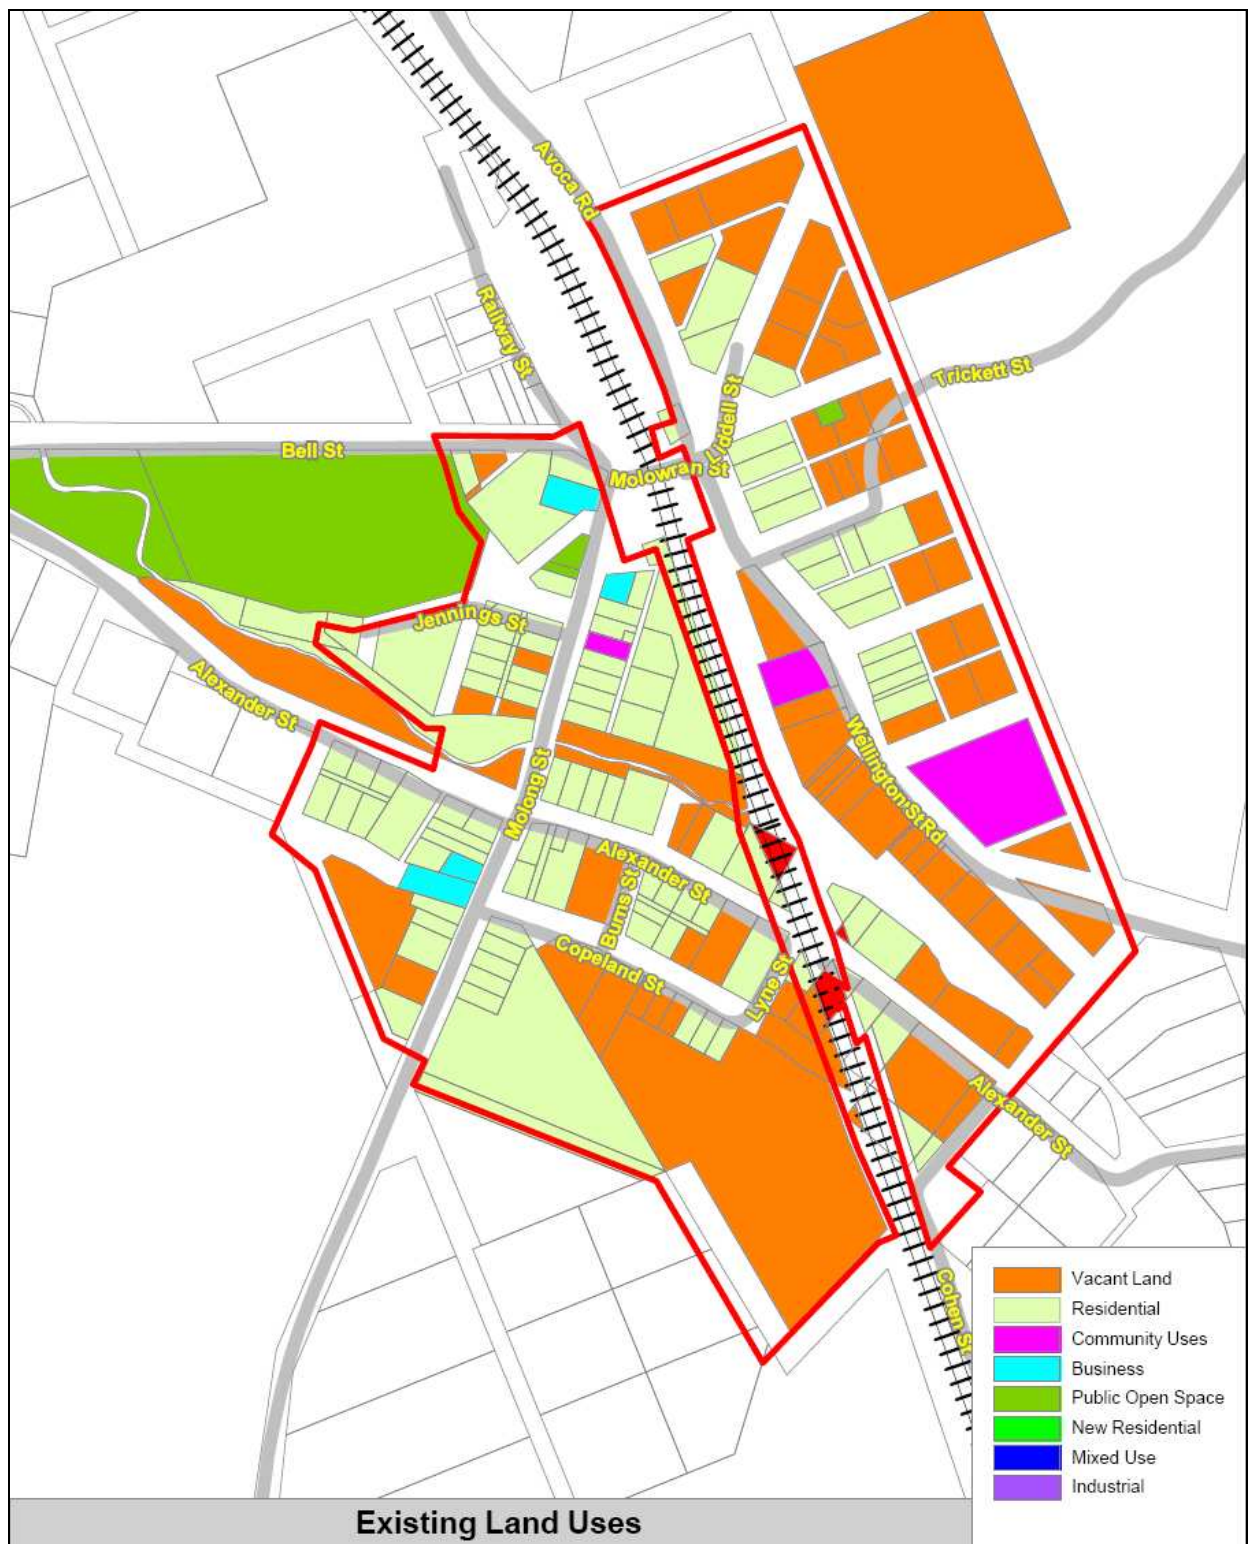 Avoca Rd
Railway St
Trickett St
Liddell St
Bell St
Molowran St
Jennings St
Alexander St
Wellington St Rd
Molong St
Alexander St
Burns St
Copeland St
Lyne St
Alexander St
Cohen St
Vacant Land
Residential
Community Uses
Business
Public Open Space
New Residential
Mixed Use
Industrial
Existing Land Uses